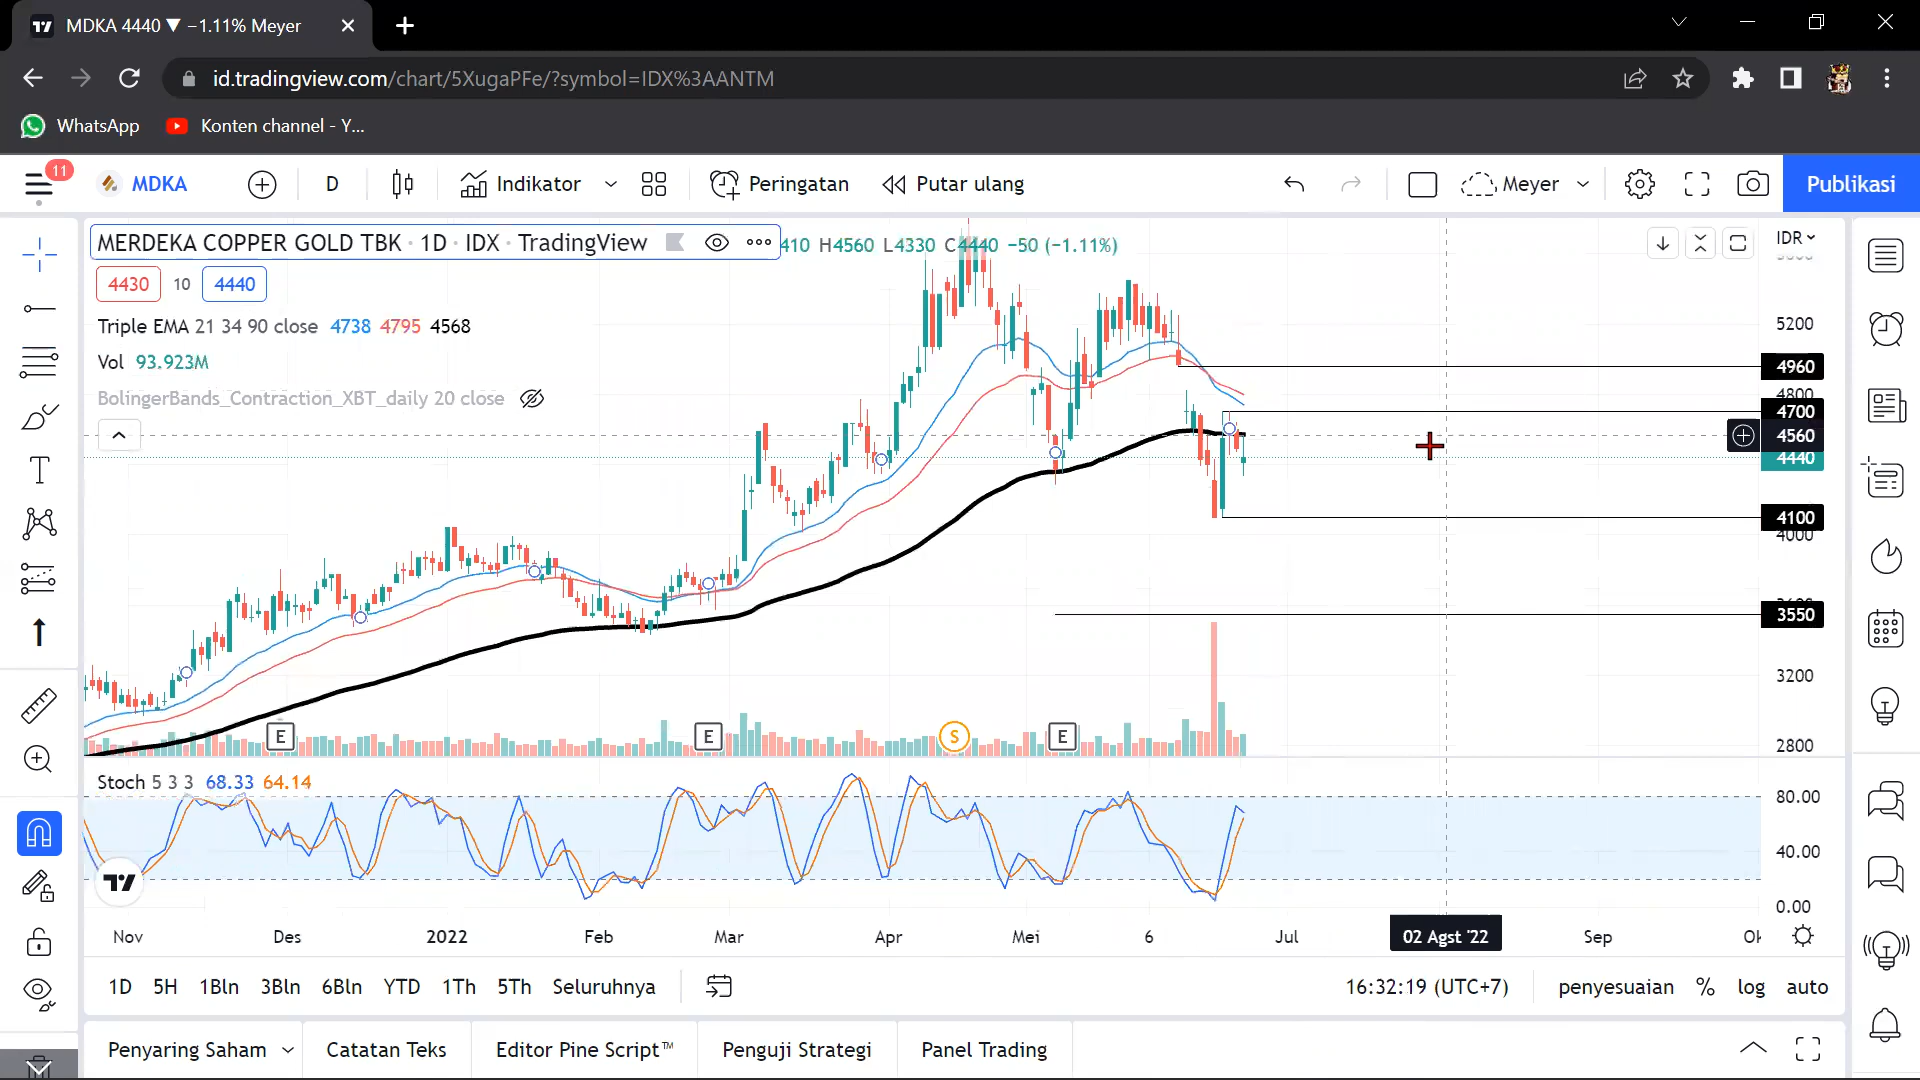 MDKA 4440 ▼ −1.11% Meyer
id.tradingview.com/chart/5XugaPFe/?symbol=IDX%3AANTM
WhatsApp
Konten channel - Y...
11
MDKA
D
Indikator
Peringatan
Putar ulang
Meyer
Publikasi
MERDEKA COPPER GOLD TBK · 1D · IDX · TradingView
410 H4560 L4330 C4440 −50 (−1.11%)
IDR
4430
10
4440
Triple EMA 21 34 90 close 4738 4795 4568
Vol 93.923M
BolingerBands_Contraction_XBT_daily 20 close
5200
4960
4800
4700
4560
4440
4100
4000
3550
3200
2800
E
E
S
E
Stoch 5 3 3 68.33 64.14
80.00
40.00
0.00
Nov
Des
2022
Feb
Mar
Apr
Mei
6
Jul
02 Agst '22
Sep
1D
5H
1Bln
3Bln
6Bln
YTD
1Th
5Th
Seluruhnya
16:32:19 (UTC+7)
penyesuaian
%
log
auto
Penyaring Saham
Catatan Teks
Editor Pine Script™
Penguji Strategi
Panel Trading